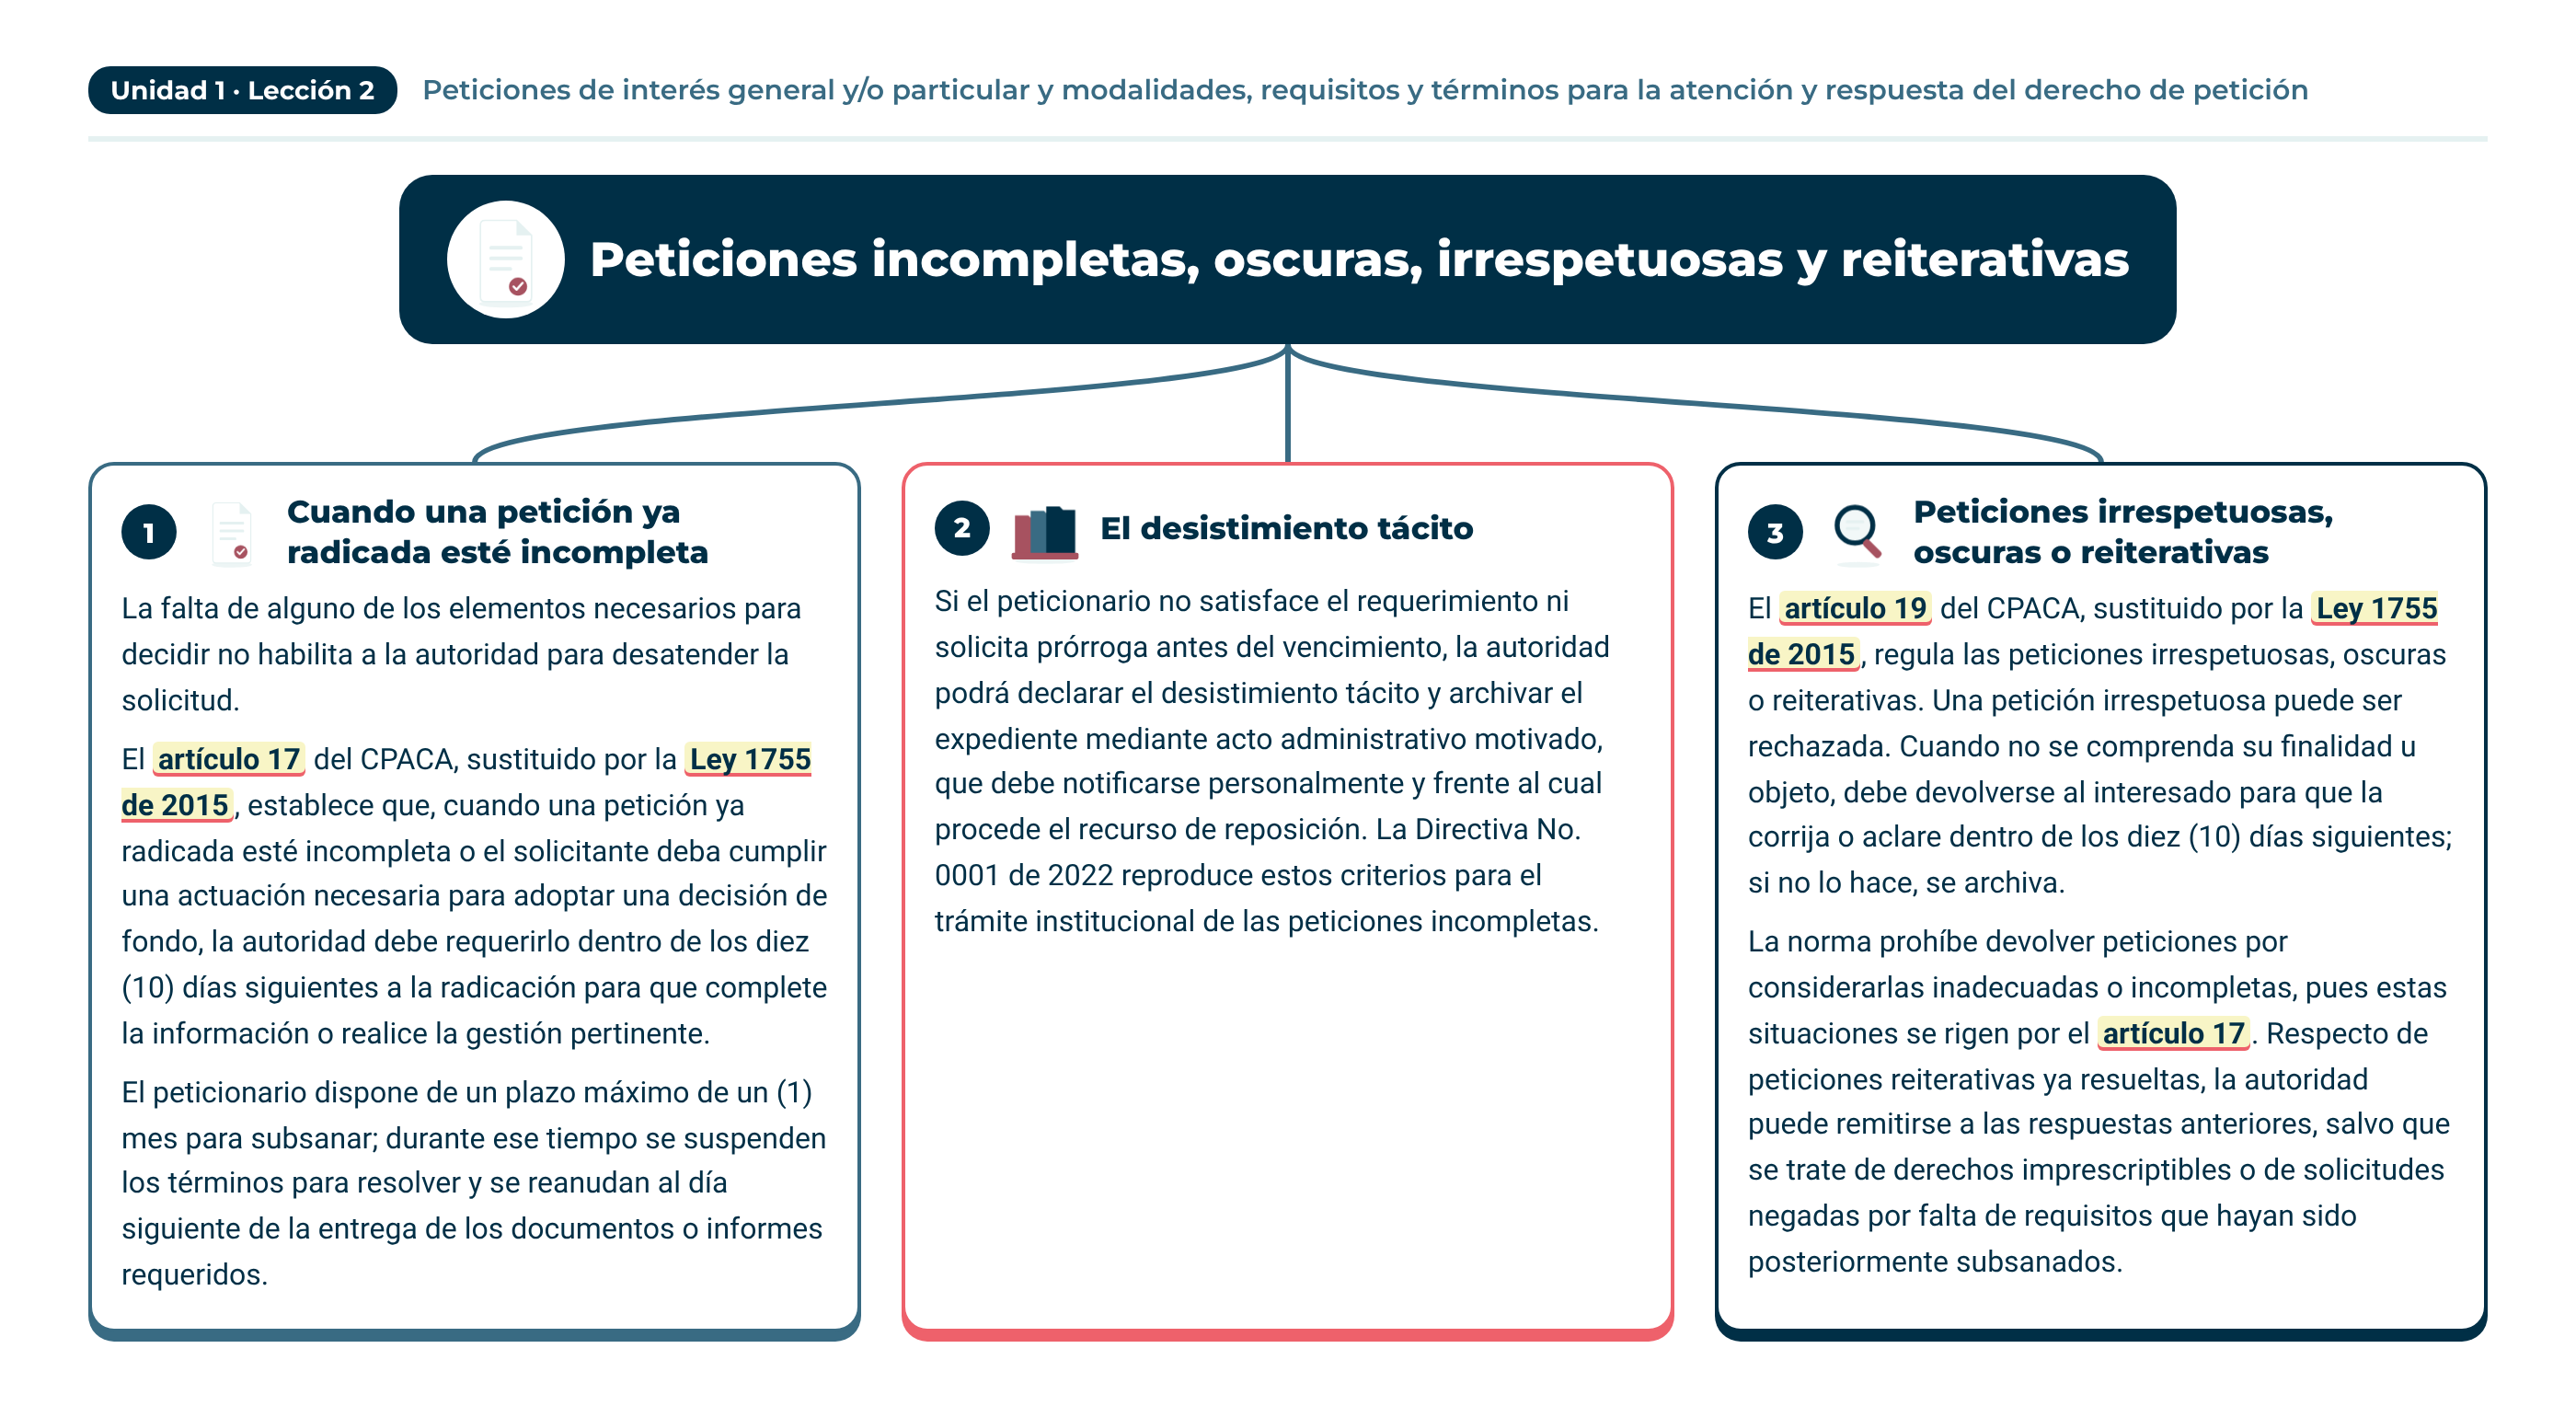 Unidad 1 · Lección 2
Peticiones de interés general y/o particular y modalidades, requisitos y términos para la atención y respuesta del derecho de petición
Peticiones incompletas, oscuras, irrespetuosas y reiterativas
1
Cuando una petición ya
radicada esté incompleta
La falta de alguno de los elementos necesarios para
decidir no habilita a la autoridad para desatender la
solicitud.
El artículo 17 del CPACA, sustituido por la Ley 1755
de 2015, establece que, cuando una petición ya
radicada esté incompleta o el solicitante deba cumplir
una actuación necesaria para adoptar una decisión de
fondo, la autoridad debe requerirlo dentro de los diez
(10) días siguientes a la radicación para que complete
la información o realice la gestión pertinente.
El peticionario dispone de un plazo máximo de un (1)
mes para subsanar; durante ese tiempo se suspenden
los términos para resolver y se reanudan al día
siguiente de la entrega de los documentos o informes
requeridos.
2
El desistimiento tácito
Si el peticionario no satisface el requerimiento ni
solicita prórroga antes del vencimiento, la autoridad
podrá declarar el desistimiento tácito y archivar el
expediente mediante acto administrativo motivado,
que debe notificarse personalmente y frente al cual
procede el recurso de reposición. La Directiva No.
0001 de 2022 reproduce estos criterios para el
trámite institucional de las peticiones incompletas.
3
Peticiones irrespetuosas,
oscuras o reiterativas
El artículo 19 del CPACA, sustituido por la Ley 1755
de 2015, regula las peticiones irrespetuosas, oscuras
o reiterativas. Una petición irrespetuosa puede ser
rechazada. Cuando no se comprenda su finalidad u
objeto, debe devolverse al interesado para que la
corrija o aclare dentro de los diez (10) días siguientes;
si no lo hace, se archiva.
La norma prohíbe devolver peticiones por
considerarlas inadecuadas o incompletas, pues estas
situaciones se rigen por el artículo 17. Respecto de
peticiones reiterativas ya resueltas, la autoridad
puede remitirse a las respuestas anteriores, salvo que
se trate de derechos imprescriptibles o de solicitudes
negadas por falta de requisitos que hayan sido
posteriormente subsanados.